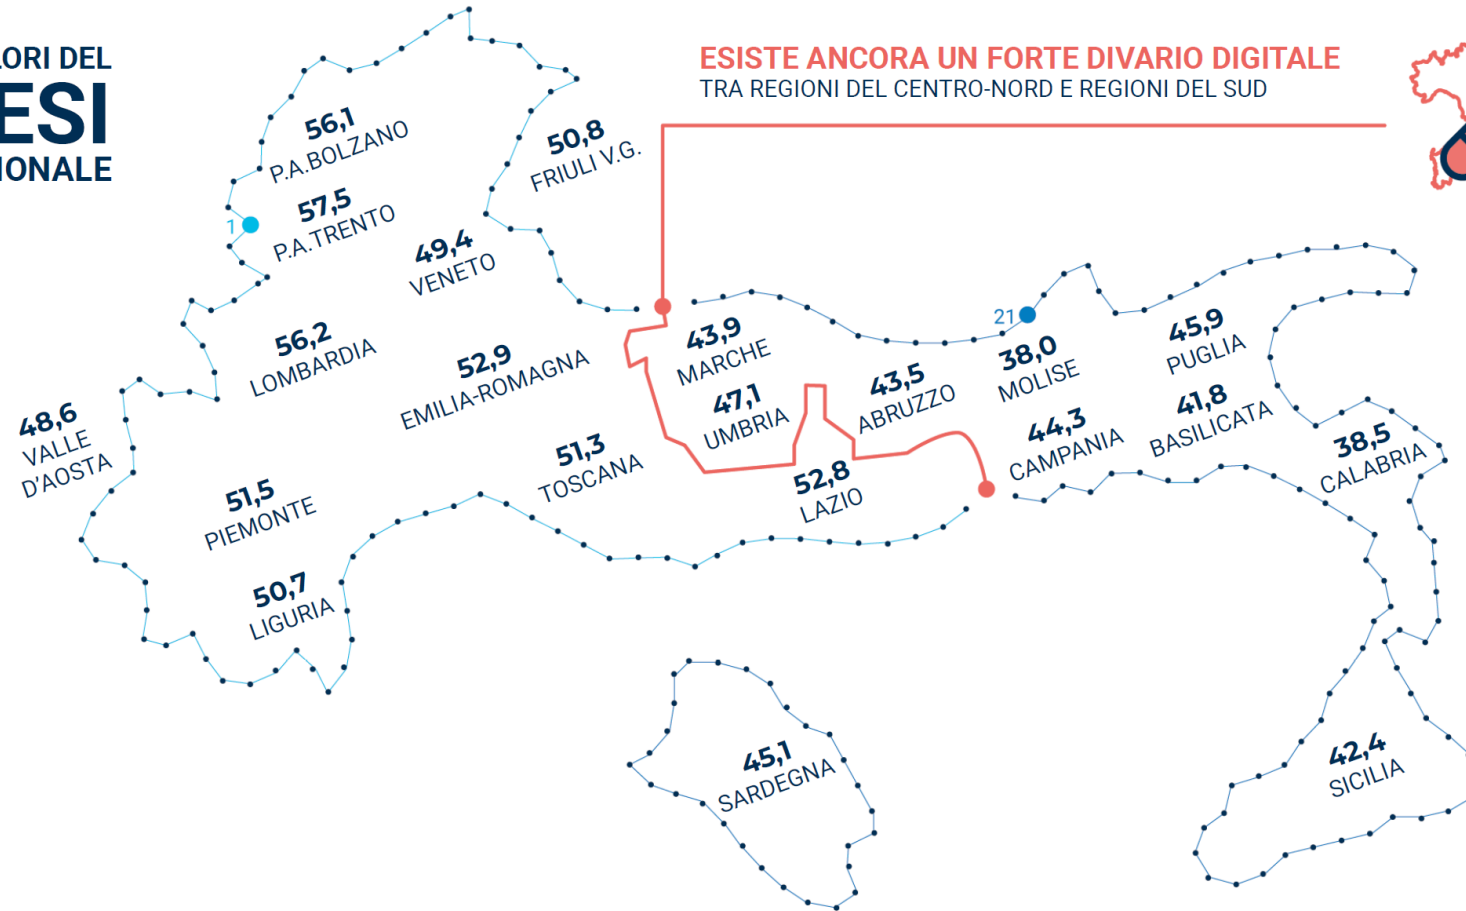 LORI DEL
ESI
IONALE
ESISTE ANCORA UN FORTE DIVARIO DIGITALE
TRA REGIONI DEL CENTRO-NORD E REGIONI DEL SUD
56,1
P.A.BOLZANO
50,8
FRIULI V.G.
57,5
P.A.TRENTO
1
49,4
VENETO
56,2
LOMBARDIA
52,9
EMILIA-ROMAGNA
43,9
MARCHE
21
38,0
MOLISE
45,9
PUGLIA
48,6
VALLE
D'AOSTA
47,1
UMBRIA
43,5
ABRUZZO
44,3
CAMPANIA
41,8
BASILICATA
38,5
CALABRIA
51,3
TOSCANA
52,8
LAZIO
51,5
PIEMONTE
50,7
LIGURIA
45,1
SARDEGNA
42,4
SICILIA